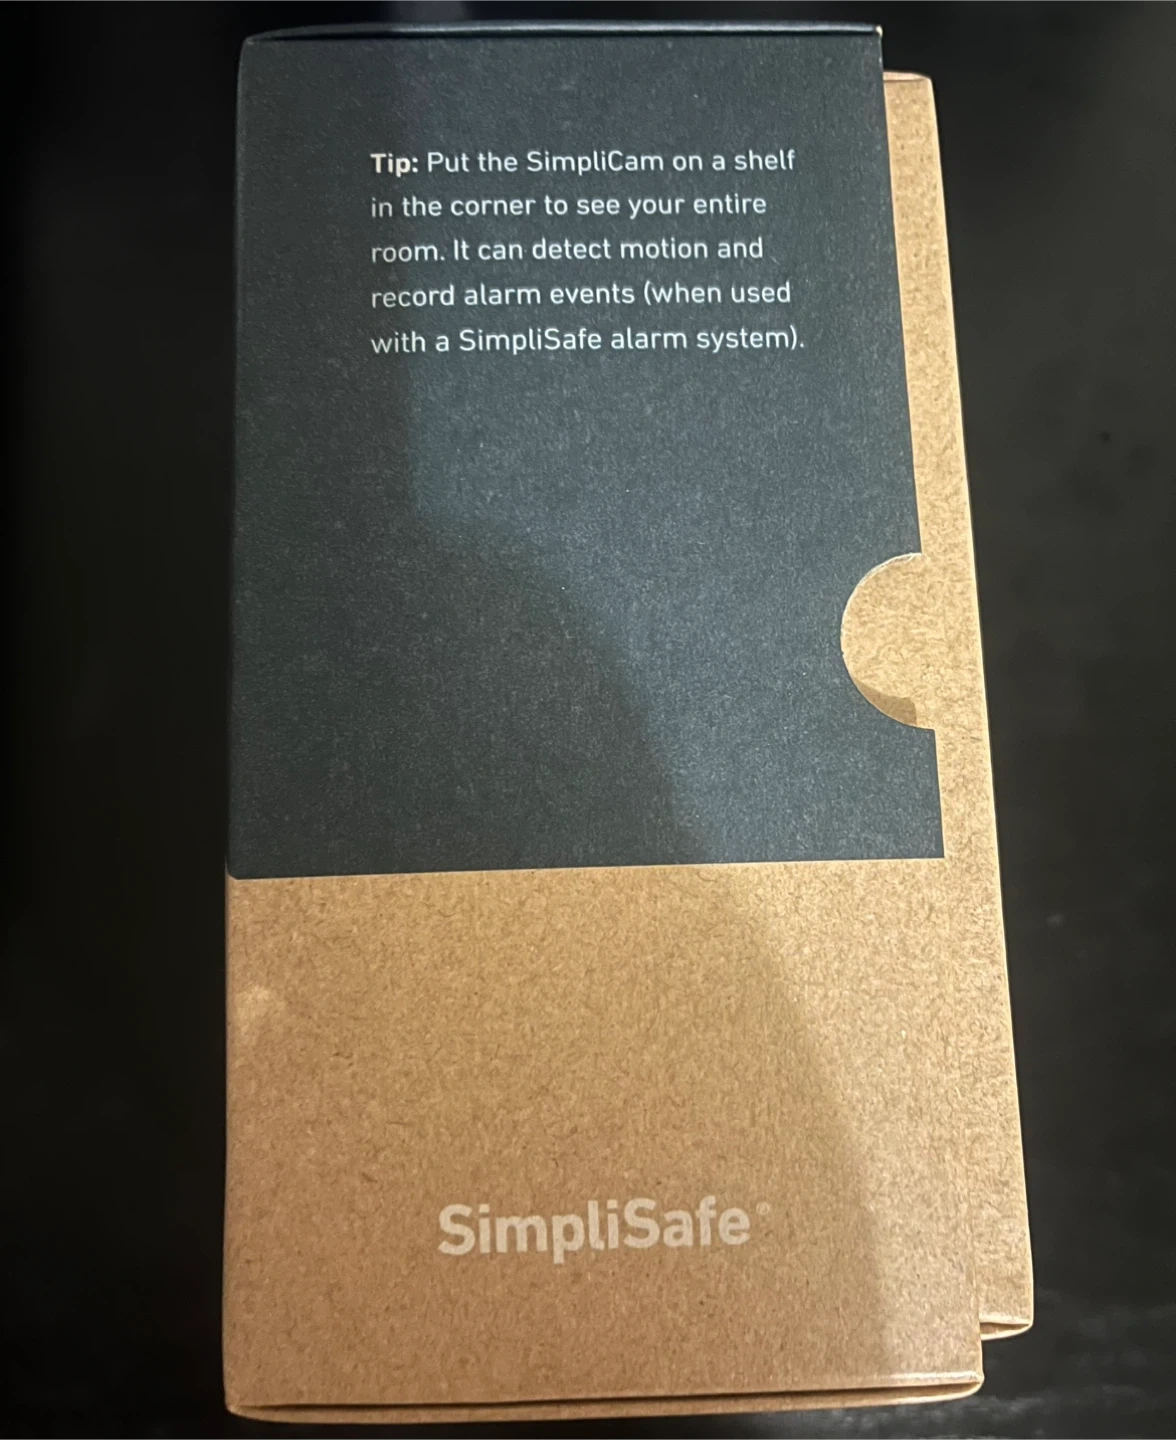 Tip: Put the SimpliCam on a shelf
in the corner to see your entire
room. It can detect motion and
record alarm events (when used
with a SimpliSafe alarm system).
SimpliSafe®